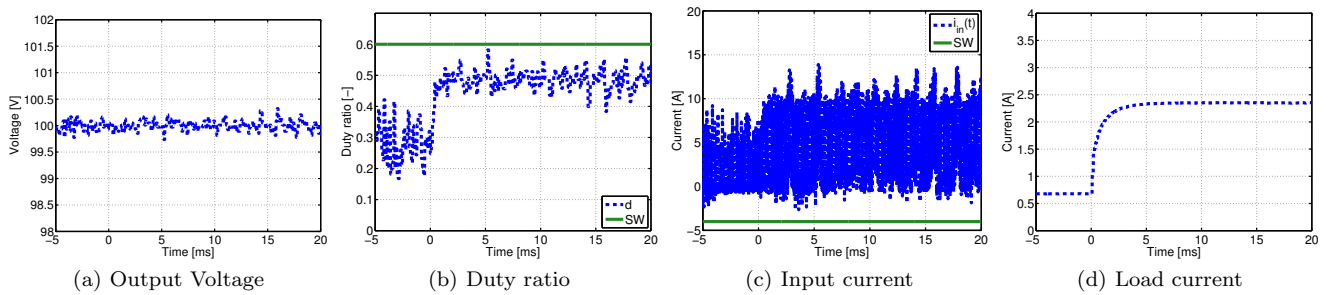 102
101.5
101
100.5
100
99.5
99
98.5
98
Voltage [V]
−5 0 5 10 15 20
Time [ms]
(a) Output Voltage
0.7
0.6
0.5
0.4
0.3
0.2
0.1
0
Duty ratio [−]
d
SW
−5 0 5 10 15 20
Time [ms]
(b) Duty ratio
20
15
10
5
0
−5
Current [A]
i_in(t)
SW
−5 0 5 10 15 20
Time [ms]
(c) Input current
4
3.5
3
2.5
2
1.5
1
0.5
0
Current [A]
−5 0 5 10 15 20
Time [ms]
(d) Load current